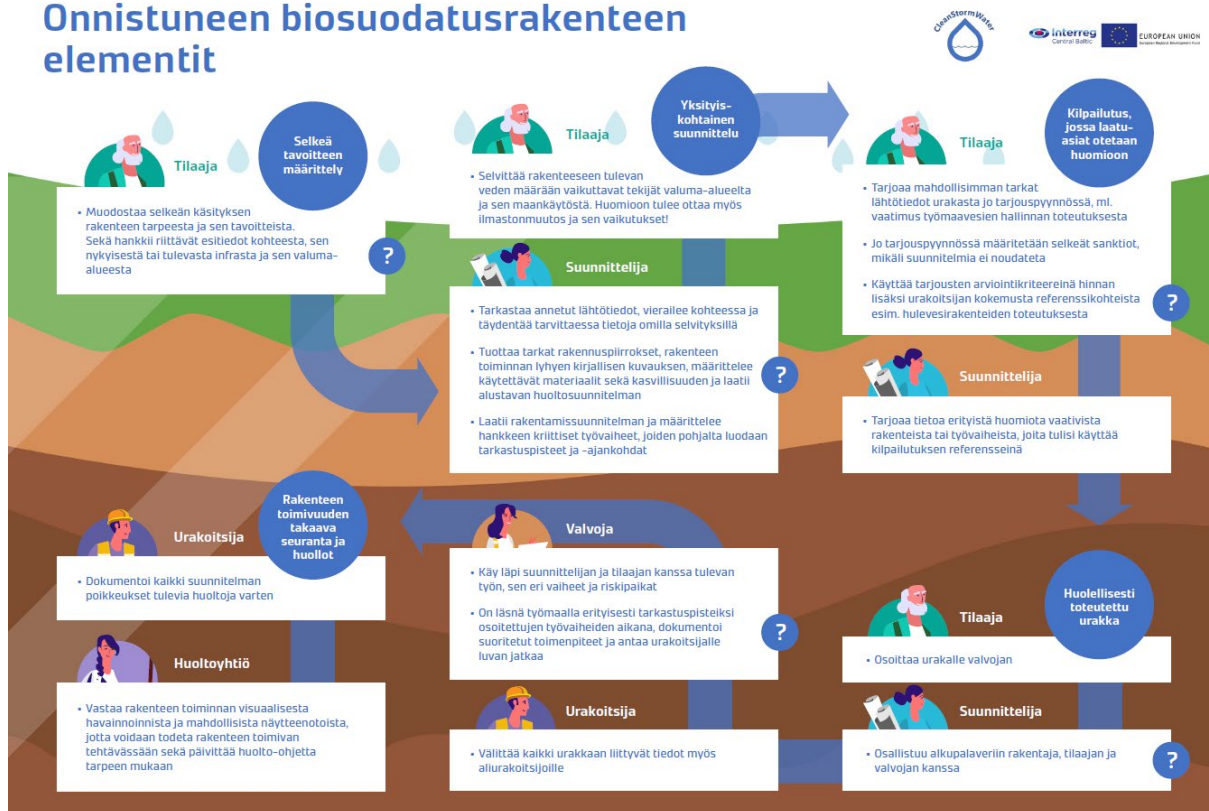 Onnistuneen biosuodatusrakenteen
elementit
CleanStormWater
Interreg
Central Baltic
EUROPEAN UNION
European Regional Development Fund
Tilaaja
Selkeä
tavoitteen
määrittely
• Muodostaa selkeän käsityksen
rakenteen tarpeesta ja sen tavoitteista.
Sekä hankkii riittävät esitiedot kohteesta, sen
nykyisestä tai tulevasta infrasta ja sen valuma-
alueesta
?
Tilaaja
Yksityis-
kohtainen
suunnittelu
• Selvittää rakenteeseen tulevan
veden määrään vaikuttavat tekijät valuma-alueelta
ja sen maankäytöstä. Huomioon tulee ottaa myös
ilmastonmuutos ja sen vaikutukset!
Suunnittelija
• Tarkastaa annetut lähtötiedot, vierailee kohteessa ja
täydentää tarvittaessa tietoja omilla selvityksillä
• Tuottaa tarkat rakennuspiirrokset, rakenteen
toiminnan lyhyen kirjallisen kuvauksen, määrittelee
käytettävät materiaalit sekä kasvillisuuden ja laatii
alustavan huoltosuunnitelman
• Laatii rakentamissuunnitelman ja määrittelee
hankkeen kriittiset työvaiheet, joiden pohjalta luodaan
tarkastuspisteet ja -ajankohdat
?
Tilaaja
Kilpailutus,
jossa laatu-
asiat otetaan
huomioon
• Tarjoaa mahdollisimman tarkat
lähtötiedot urakasta jo tarjouspyynnössä, ml.
vaatimus työmaavesien hallinnan toteutuksesta
• Jo tarjouspyynnössä määritetään selkeät sanktiot,
mikäli suunnitelmia ei noudateta
• Käyttää tarjousten arviointikriteereinä hinnan
lisäksi urakoitsijan kokemusta referenssikohteista
esim. hulevesirakenteiden toteutuksesta
?
Suunnittelija
• Tarjoaa tietoa erityistä huomiota vaativista
rakenteista tai työvaiheista, joita tulisi käyttää
kilpailutuksen referensseinä
Tilaaja
Huolellisesti
toteutettu
urakka
• Osoittaa urakalle valvojan
Suunnittelija
• Osallistuu alkupalaveriin rakentaja, tilaajan ja
valvojan kanssa
?
Valvoja
• Käy läpi suunnittelijan ja tilaajan kanssa tulevan
työn, sen eri vaiheet ja riskipaikat
• On läsnä työmaalla erityisesti tarkastuspisteiksi
osoitettujen työvaiheiden aikana, dokumentoi
suoritetut toimenpiteet ja antaa urakoitsijalle
luvan jatkaa
?
Urakoitsija
• Välittää kaikki urakkaan liittyvät tiedot myös
aliurakoitsijoille
Urakoitsija
Rakenteen
toimivuuden
takaava
seuranta ja
huollot
• Dokumentoi kaikki suunnitelman
poikkeukset tulevia huoltoja varten
Huoltoyhtiö
• Vastaa rakenteen toiminnan visuaalisesta
havainnoinnista ja mahdollisista näytteenotoista,
jotta voidaan todeta rakenteen toimivan
tehtävässään sekä päivittää huolto-ohjetta
tarpeen mukaan